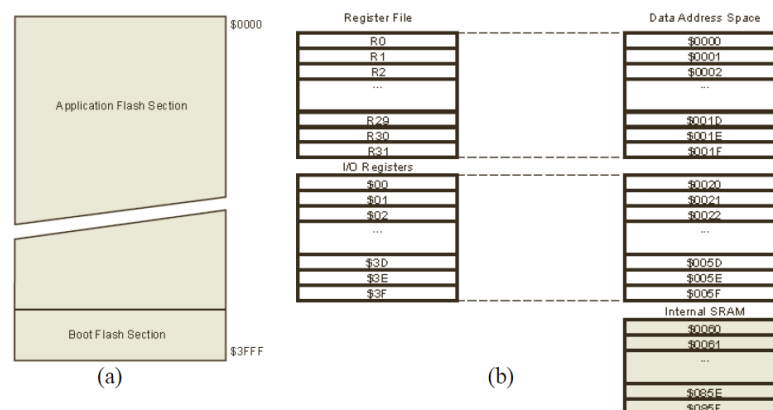 $0000
Application Flash Section
Boot Flash Section
$3FFF
(a)
Register File
Data Address Space
R0
$0000
R1
$0001
R2
$0002
...
...
R29
$001D
R30
$001E
R31
$001F
I/O Registers
$00
$0020
$01
$0021
$02
$0022
...
...
$3D
$005D
$3E
$005E
$3F
$005F
Internal SRAM
$0060
$0061
...
$085E
$085F
(b)